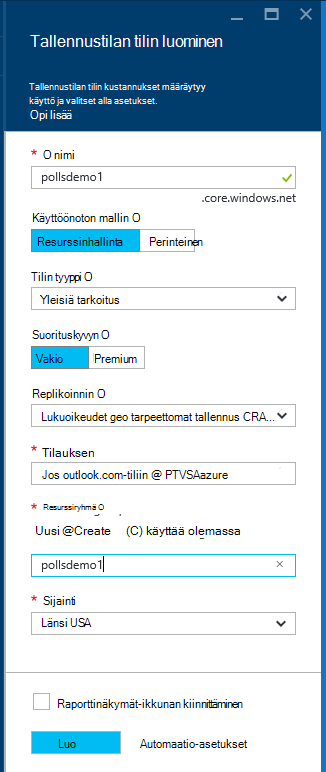 Tallennustilan tilin luominen
Tallennustilan tilin kustannukset määräytyy
käyttö ja valitset alla asetukset.
Opi lisää
* O nimi
pollsdemo1
.core.windows.net
Käyttöönoton mallin O
Resurssinhallinta Perinteinen
Tilin tyyppi O
Yleisiä tarkoitus
Suorituskyvyn O
Vakio Premium
Replikoinnin O
Lukuoikeudet geo tarpeettomat tallennus CRA...
* Tilauksen
Jos outlook.com-tiliin @ PTVSAazure
* Resurssiryhmä O
Uusi @Create (C) käyttää olemassa
pollsdemo1
* Sijainti
Länsi USA
Raporttinäkymät-ikkunan kiinnittäminen
Luo Automaatio-asetukset